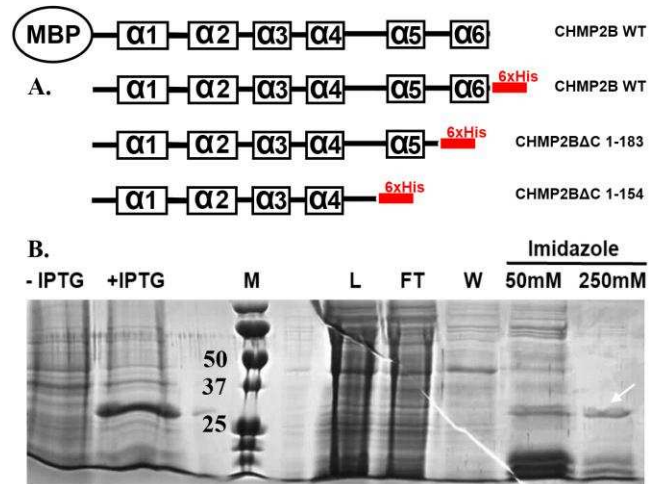 MBP α1 α2 α3 α4 α5 α6 CHMP2B WT
A.
6xHis
α1 α2 α3 α4 α5 α6 CHMP2B WT
6xHis
α1 α2 α3 α4 α5 CHMP2BΔC 1-183
6xHis
α1 α2 α3 α4 CHMP2BΔC 1-154
B.
Imidazole
- IPTG +IPTG M L FT W 50mM 250mM
50
37
25